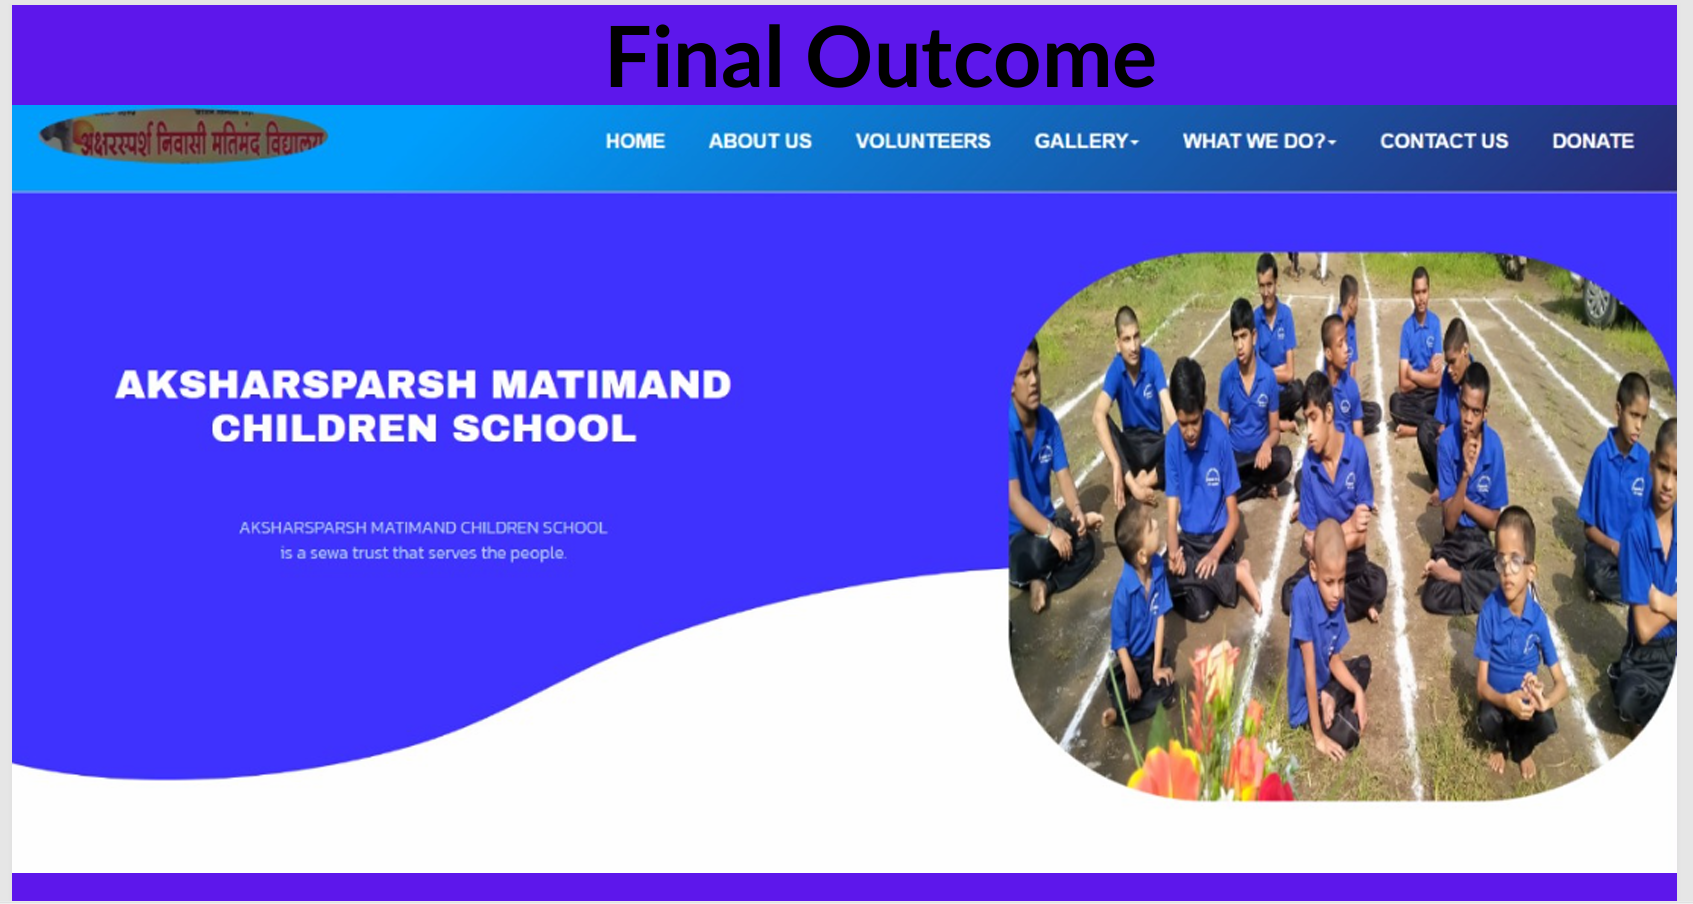 Final Outcome
अक्षरस्पर्श निवासी मतिमंद विद्यालय
HOME ABOUT US VOLUNTEERS GALLERY WHAT WE DO? CONTACT US DONATE
AKSHARSPARSH MATIMAND
CHILDREN SCHOOL
AKSHARSPARSH MATIMAND CHILDREN SCHOOL
is a sewa trust that serves the people.